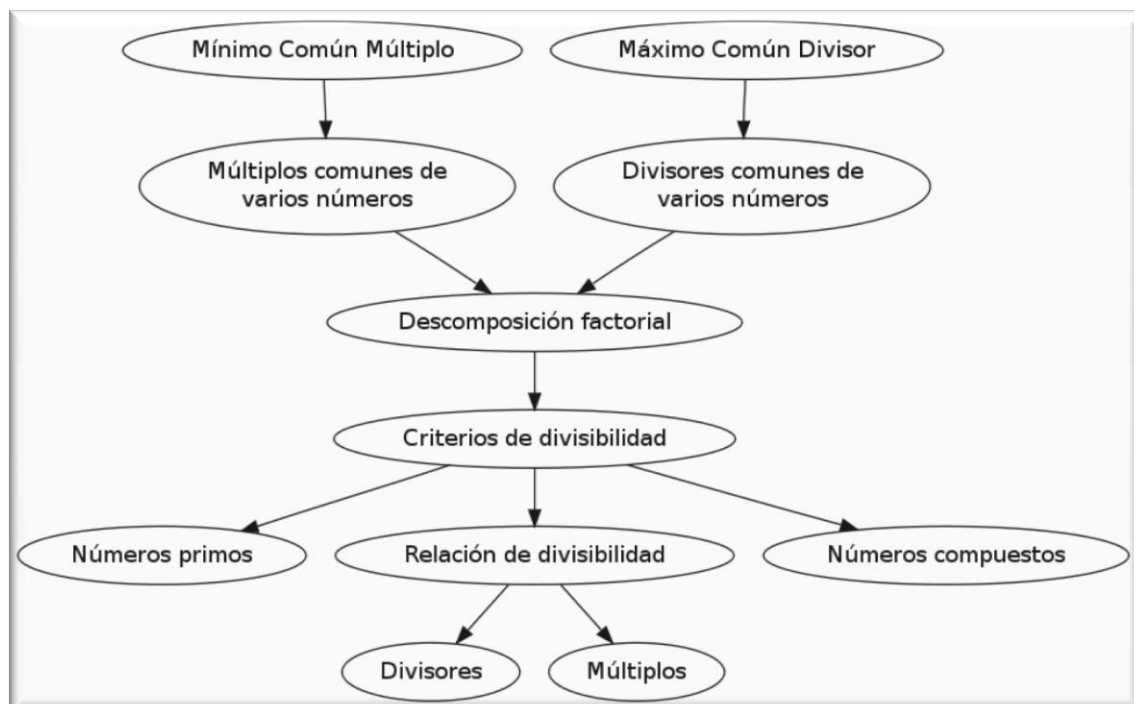 Mínimo Común Múltiplo
Máximo Común Divisor
Múltiplos comunes de
varios números
Divisores comunes de
varios números
Descomposición factorial
Criterios de divisibilidad
Números primos
Relación de divisibilidad
Números compuestos
Divisores
Múltiplos